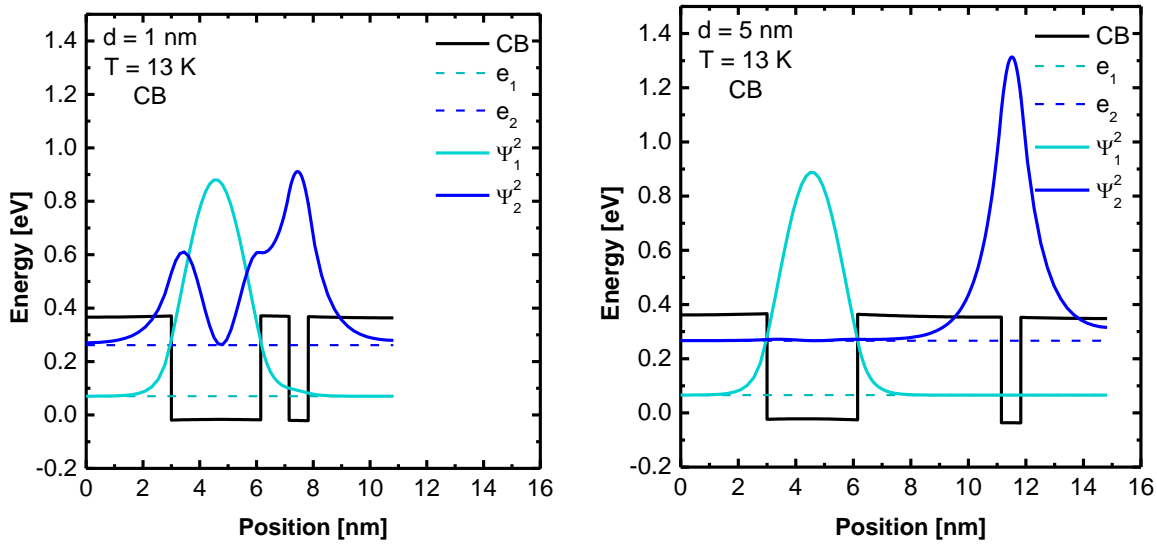 d = 1 nm
T = 13 K
CB
CB
e₁
e₂
Ψ₁²
Ψ₂²
1.4
1.2
1.0
0.8
0.6
0.4
0.2
0.0
-0.2
Energy [eV]
0 2 4 6 8 10 12 14 16
Position [nm]
d = 5 nm
T = 13 K
CB
CB
e₁
e₂
Ψ₁²
Ψ₂²
1.4
1.2
1.0
0.8
0.6
0.4
0.2
0.0
-0.2
Energy [eV]
0 2 4 6 8 10 12 14 16
Position [nm]